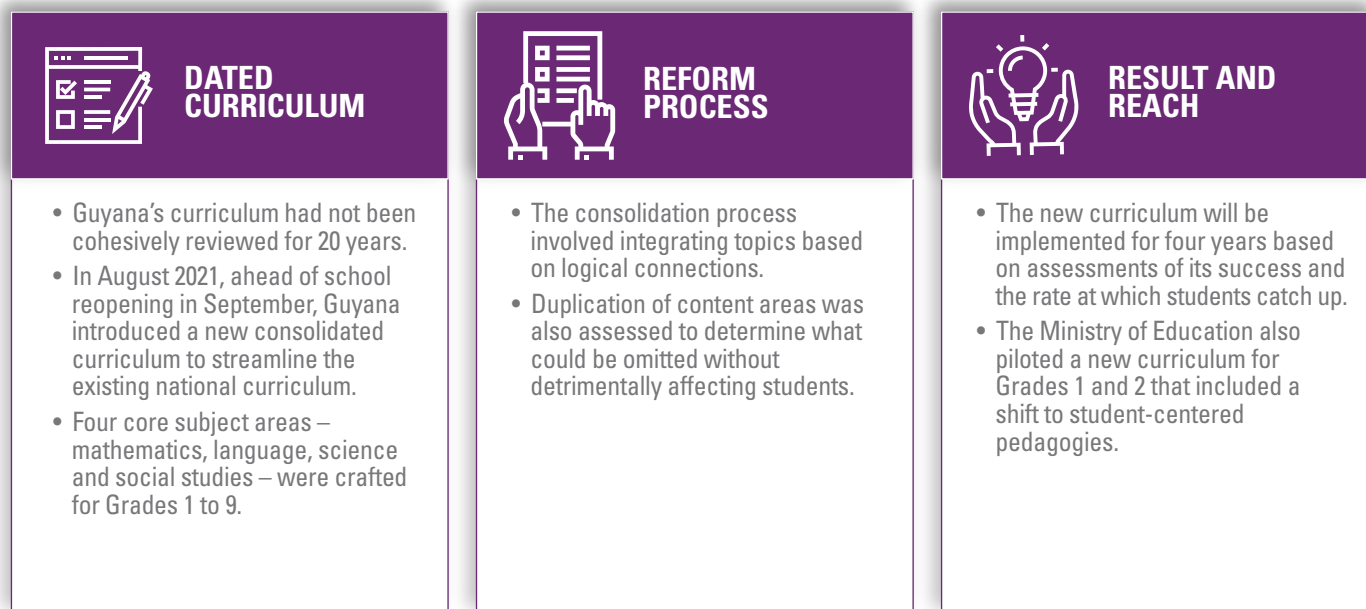 DATED
CURRICULUM
• Guyana’s curriculum had not been
cohesively reviewed for 20 years.
• In August 2021, ahead of school
reopening in September, Guyana
introduced a new consolidated
curriculum to streamline the
existing national curriculum.
• Four core subject areas –
mathematics, language, science
and social studies – were crafted
for Grades 1 to 9.
REFORM
PROCESS
• The consolidation process
involved integrating topics based
on logical connections.
• Duplication of content areas was
also assessed to determine what
could be omitted without
detrimentally affecting students.
RESULT AND
REACH
• The new curriculum will be
implemented for four years based
on assessments of its success and
the rate at which students catch up.
• The Ministry of Education also
piloted a new curriculum for
Grades 1 and 2 that included a
shift to student-centered
pedagogies.